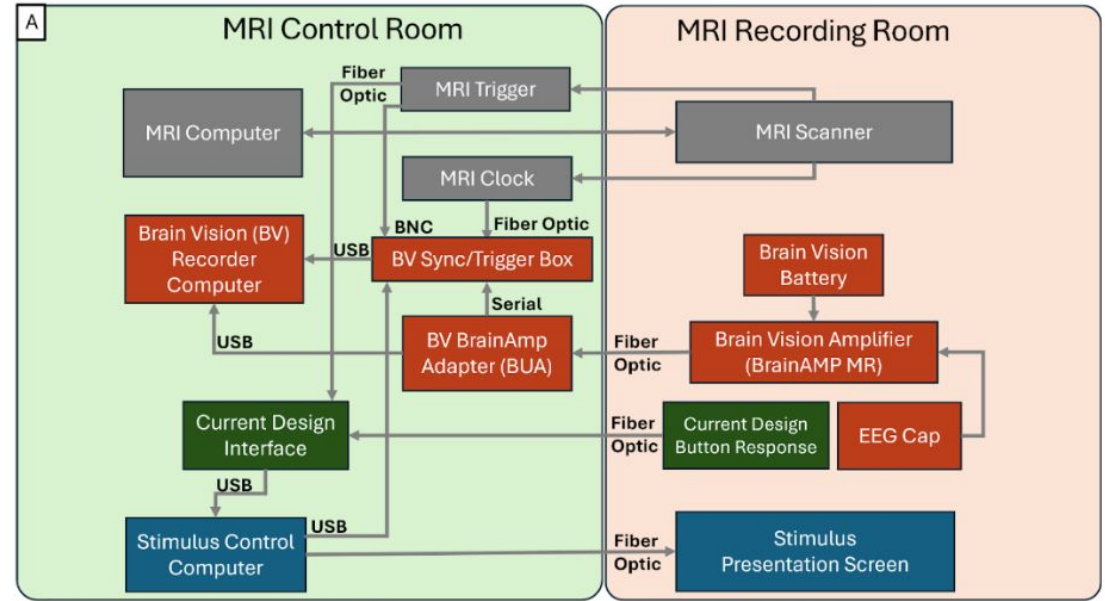 A
MRI Control Room
MRI Recording Room
Fiber
Optic
MRI Trigger
MRI Computer
MRI Scanner
MRI Clock
BNC
Fiber Optic
Brain Vision (BV)
Recorder
Computer
USB
BV Sync/Trigger Box
Brain Vision
Battery
Serial
USB
BV BrainAmp
Adapter (BUA)
Fiber
Optic
Brain Vision Amplifier
(BrainAMP MR)
Current Design
Interface
Fiber
Optic
Current Design
Button Response
EEG Cap
USB
Stimulus Control
Computer
USB
Fiber
Optic
Stimulus
Presentation Screen